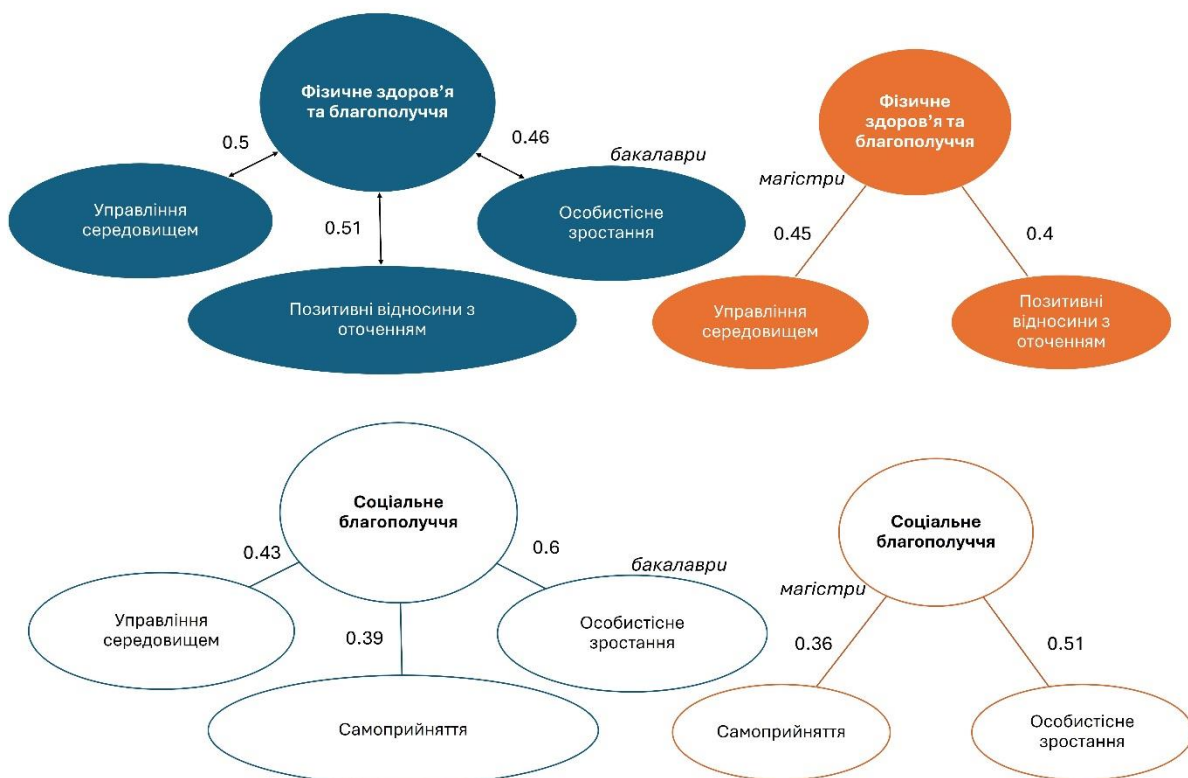 Фізичне здоров’я
та благополуччя
0.5
0.46
бакалаври
Управління
середовищем
0.51
Особистісне
зростання
Позитивні відносини з
оточенням
Фізичне
здоров’я та
благополуччя
магістри
0.45
0.4
Управління
середовищем
Позитивні
відносини з
оточенням
Соціальне
благополуччя
0.43
0.6
бакалаври
Управління
середовищем
0.39
Особистісне
зростання
Самоприйняття
Соціальне
благополуччя
магістри
0.36
0.51
Самоприйняття
Особистісне
зростання